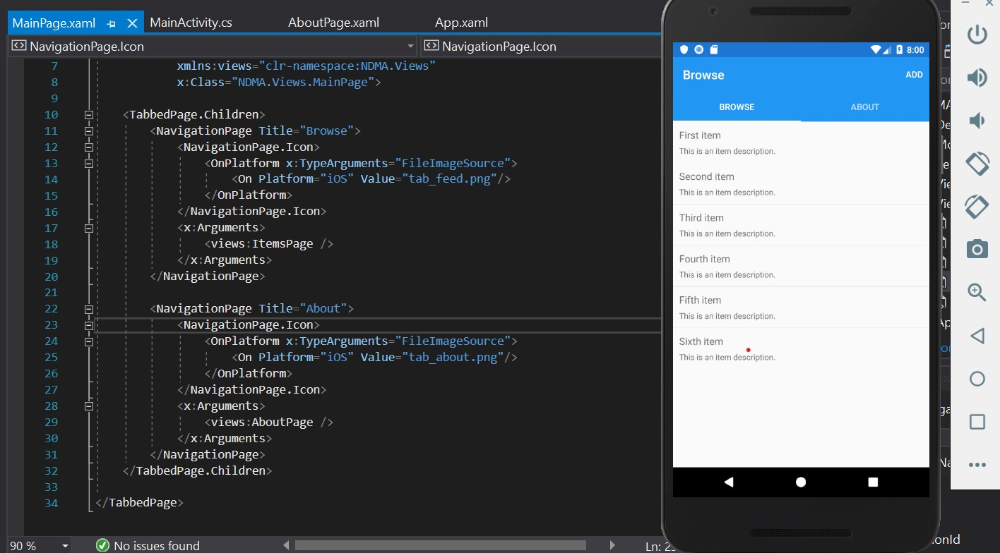 MainPage.xaml
MainActivity.cs
AboutPage.xaml
App.xaml
NavigationPage.Icon
NavigationPage.Icon
7 xmlns:views="clr-namespace:NDMA.Views"
8 x:Class="NDMA.Views.MainPage">
9
10 <TabbedPage.Children>
11 <NavigationPage Title="Browse">
12 <NavigationPage.Icon>
13 <OnPlatform x:TypeArguments="FileImageSource">
14 <On Platform="iOS" Value="tab_feed.png"/>
15 </OnPlatform>
16 </NavigationPage.Icon>
17 <x:Arguments>
18 <views:ItemsPage />
19 </x:Arguments>
20 </NavigationPage>
21
22 <NavigationPage Title="About">
23 <NavigationPage.Icon>
24 <OnPlatform x:TypeArguments="FileImageSource">
25 <On Platform="iOS" Value="tab_about.png"/>
26 </OnPlatform>
27 </NavigationPage.Icon>
28 <x:Arguments>
29 <views:AboutPage />
30 </x:Arguments>
31 </NavigationPage>
32 </TabbedPage.Children>
33
34 </TabbedPage>
90 %
No issues found
Ln:
8:00
Browse
ADD
BROWSE
ABOUT
First item
This is an item description.
Second item
This is an item description.
Third item
This is an item description.
Fourth item
This is an item description.
Fifth item
This is an item description.
Sixth item
This is an item description.